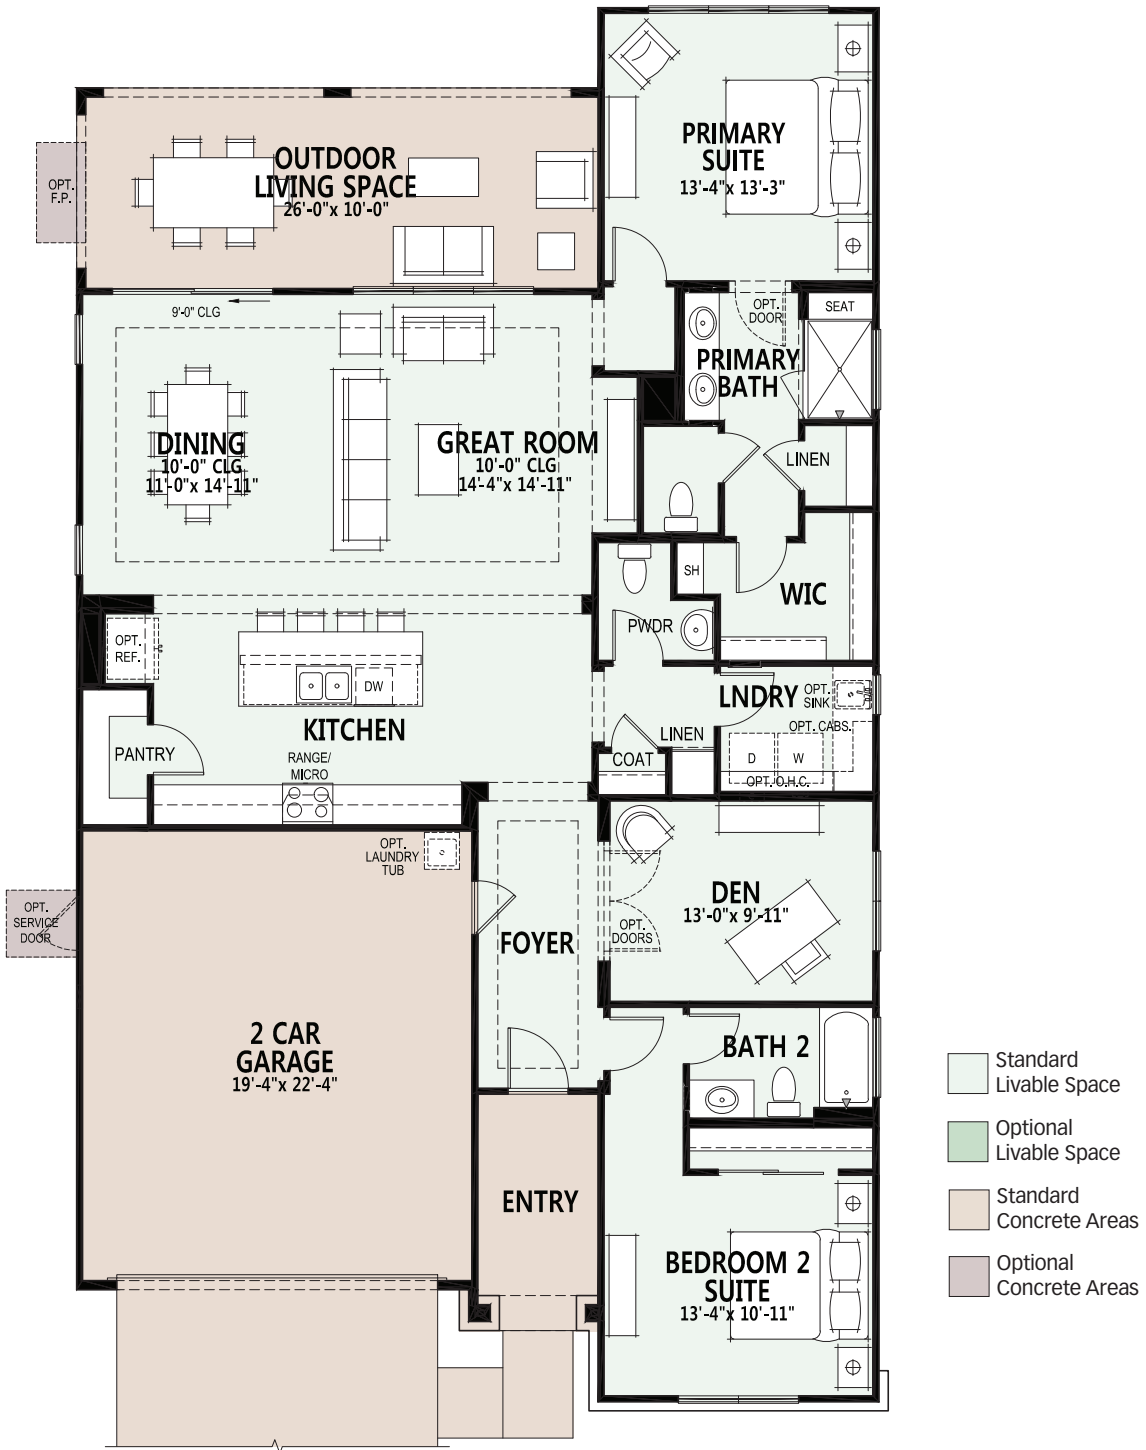 PRIMARY
SUITE
13'-4"x 13'-3"
OUTDOOR
LIVING SPACE
26'-0"x 10'-0"
OPT.
F.P.
9'-0" CLG
OPT.
DOOR
SEAT
PRIMARY
BATH
DINING
10'-0" CLG
11'-0"x 14'-11"
GREAT ROOM
10'-0" CLG
14'-4"x 14'-11"
LINEN
SH
WIC
PWDR
OPT.
REF.
DW
KITCHEN
LNDRY
OPT.
SINK
OPT. CABS.
LINEN
COAT
D
W
OPT. O.H.C.
PANTRY
RANGE/
MICRO
OPT.
LAUNDRY
TUB
OPT.
SERVICE
DOOR
FOYER
OPT.
DOORS
DEN
13'-0"x 9'-11"
2 CAR
GARAGE
19'-4"x 22'-4"
BATH 2
ENTRY
BEDROOM 2
SUITE
13'-4"x 10'-11"
Standard
Livable Space
Optional
Livable Space
Standard
Concrete Areas
Optional
Concrete Areas